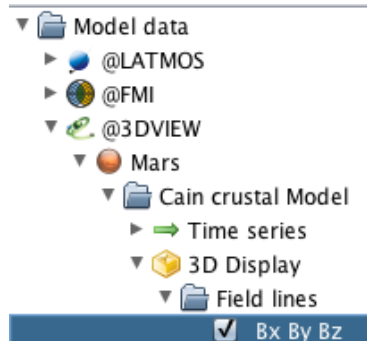 Model data
@LATMOS
@FMI
@3DVIEW
Mars
Cain crustal Model
Time series
3D Display
Field lines
Bx By Bz